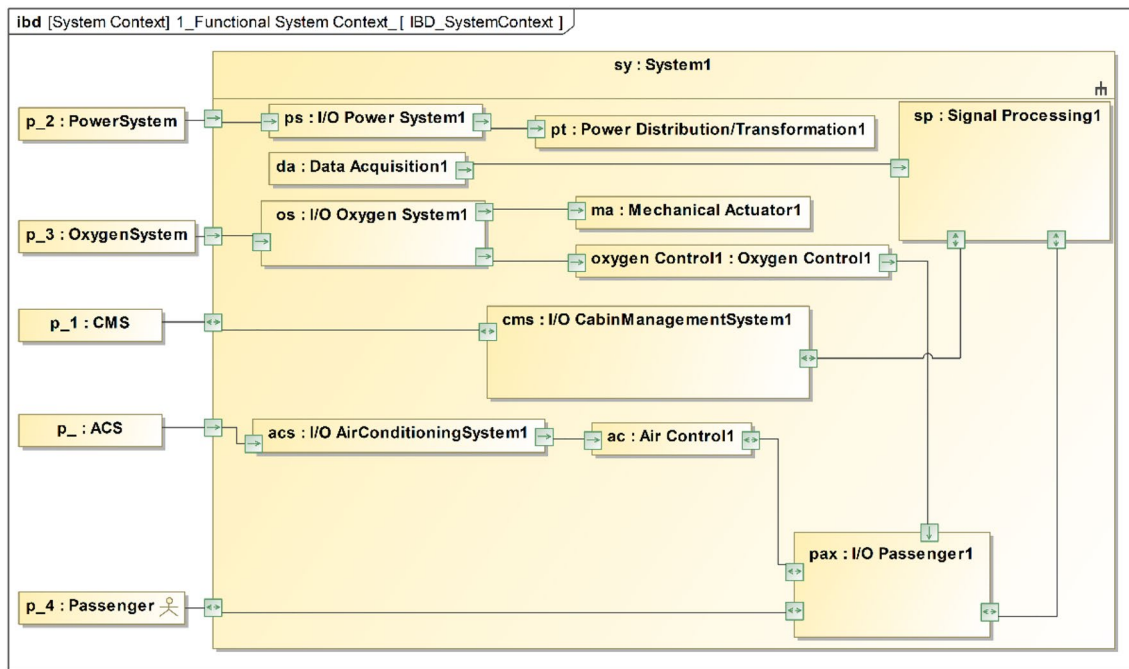 ibd [System Context] 1_Functional System Context_ [ IBD_SystemContext ]
sy : System1
p_2 : PowerSystem
ps : I/O Power System1
pt : Power Distribution/Transformation1
sp : Signal Processing1
da : Data Acquisition1
p_3 : OxygenSystem
os : I/O Oxygen System1
ma : Mechanical Actuator1
oxygen Control1 : Oxygen Control1
p_1 : CMS
cms : I/O CabinManagementSystem1
p_ : ACS
acs : I/O AirConditioningSystem1
ac : Air Control1
pax : I/O Passenger1
p_4 : Passenger